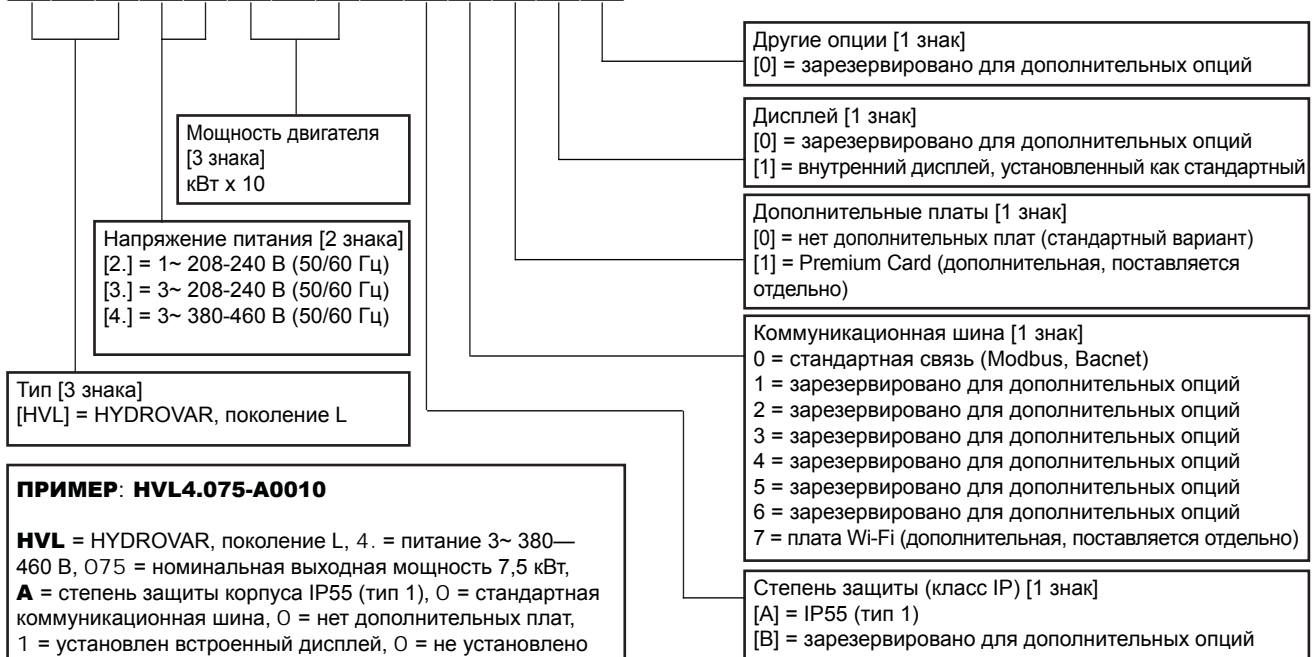 Другие опции [1 знак]
[0] = зарезервировано для дополнительных опций
Дисплей [1 знак]
[0] = зарезервировано для дополнительных опций
[1] = внутренний дисплей, установленный как стандартный
Мощность двигателя
[3 знака]
кВт x 10
Дополнительные платы [1 знак]
[0] = нет дополнительных плат (стандартный вариант)
[1] = Premium Card (дополнительная, поставляется
отдельно)
Напряжение питания [2 знака]
[2.] = 1~ 208-240 В (50/60 Гц)
[3.] = 3~ 208-240 В (50/60 Гц)
[4.] = 3~ 380-460 В (50/60 Гц)
Коммуникационная шина [1 знак]
0 = стандартная связь (Modbus, Bacnet)
1 = зарезервировано для дополнительных опций
2 = зарезервировано для дополнительных опций
3 = зарезервировано для дополнительных опций
4 = зарезервировано для дополнительных опций
5 = зарезервировано для дополнительных опций
6 = зарезервировано для дополнительных опций
7 = плата Wi-Fi (дополнительная, поставляется отдельно)
Тип [3 знака]
[HVL] = HYDROVAR, поколение L
ПРИМЕР: HVL4.075-A0010
HVL = HYDROVAR, поколение L, 4. = питание 3~ 380—
460 В, 075 = номинальная выходная мощность 7,5 кВт,
A = степень защиты корпуса IP55 (тип 1), 0 = стандартная
коммуникационная шина, 0 = нет дополнительных плат,
1 = установлен встроенный дисплей, 0 = не установлено
Степень защиты (класс IP) [1 знак]
[A] = IP55 (тип 1)
[B] = зарезервировано для дополнительных опций